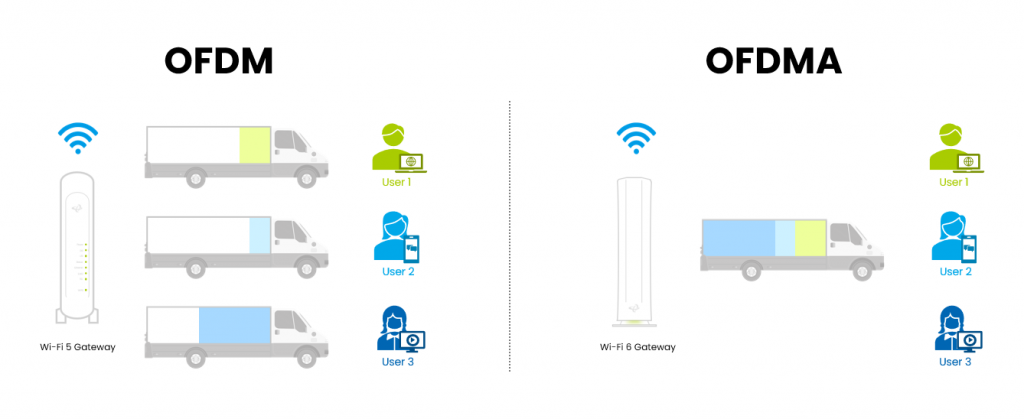 OFDM
User 1
User 2
User 3
Wi-Fi 5 Gateway
OFDMA
User 1
User 2
User 3
Wi-Fi 6 Gateway